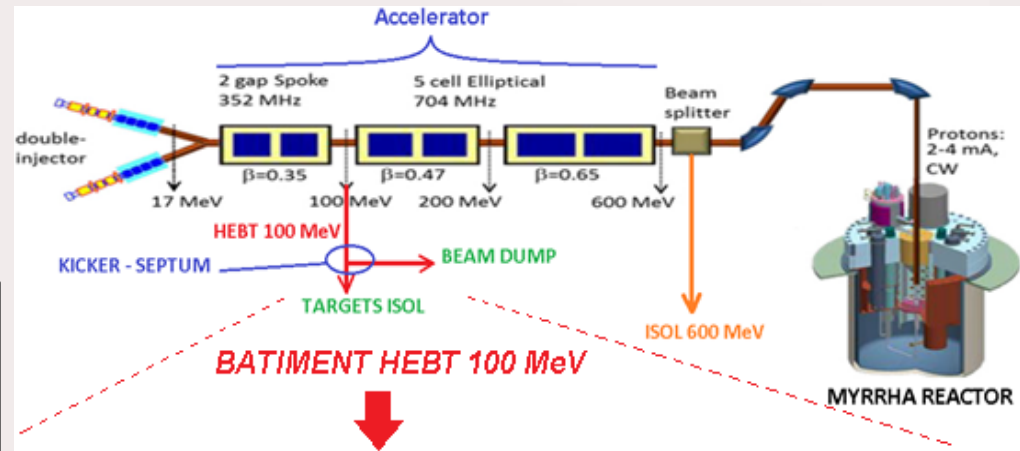 Accelerator
2 gap Spoke
352 MHz
5 cell Elliptical
704 MHz
Beam
splitter
double-
injector
Protons:
2-4 mA,
CW
β=0.35
β=0.47
β=0.65
17 MeV
100 MeV
200 MeV
600 MeV
HEBT 100 MeV
KICKER - SEPTUM
BEAM DUMP
TARGETS ISOL
ISOL 600 MeV
BATIMENT HEBT 100 MeV
MYRRHA REACTOR